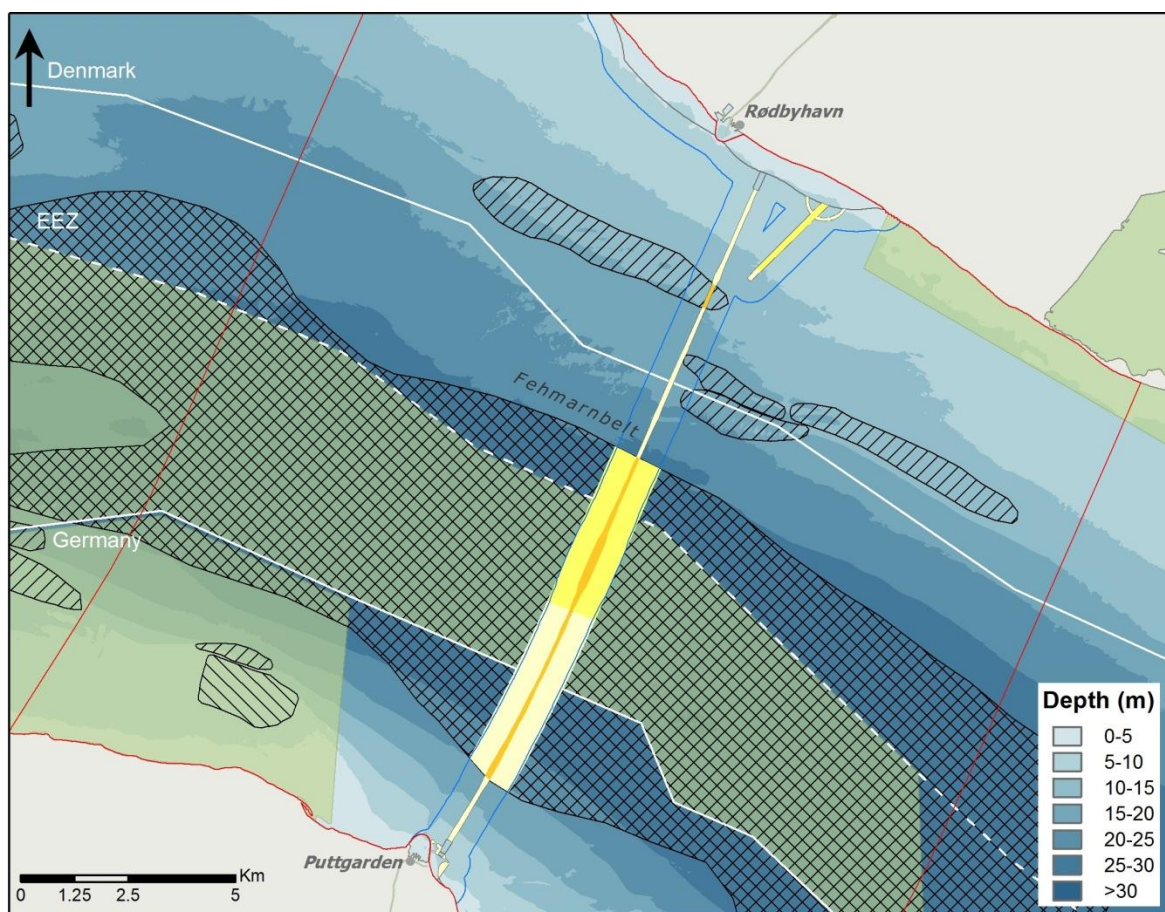 Denmark
Rødbyhavn
EEZ
Fehmarnbelt
Germany
Puttgarden
Km
0 1.25 2.5 5
Depth (m)
0-5
5-10
10-15
15-20
20-25
25-30
>30